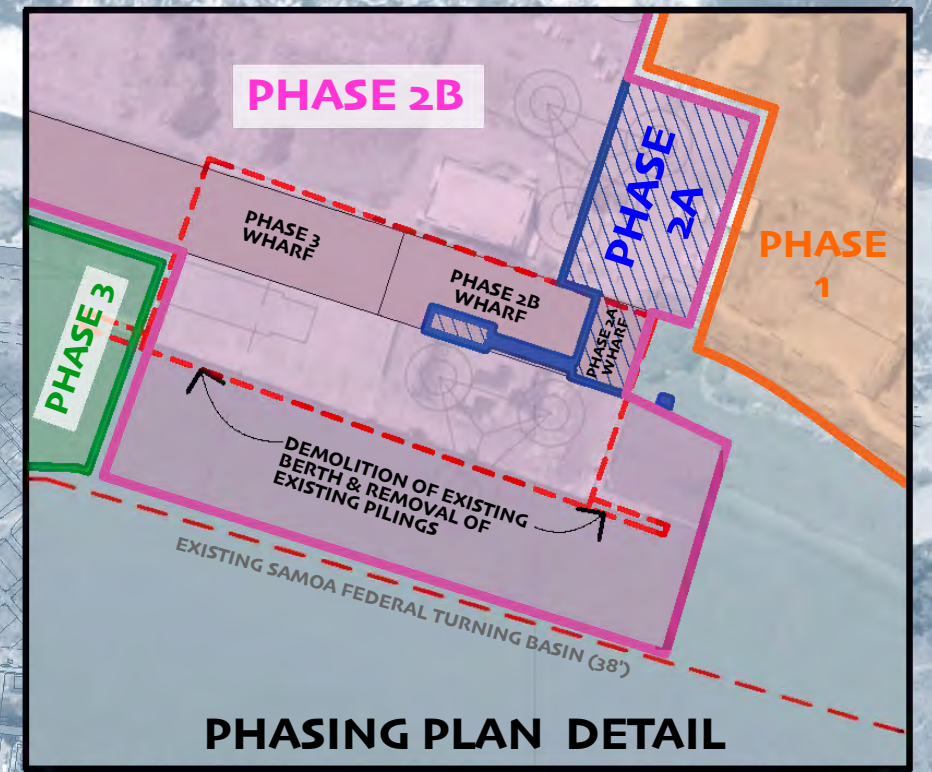 PHASE 2B
PHASE
2A
PHASE
1
PHASE 3
WHARF
PHASE 2B
WHARF
PHASE 2A
WHARF
PHASE 3
DEMOLITION OF EXISTING
BERTH & REMOVAL OF
EXISTING PILINGS
EXISTING SAMOA FEDERAL TURNING BASIN (38')
PHASING PLAN DETAIL